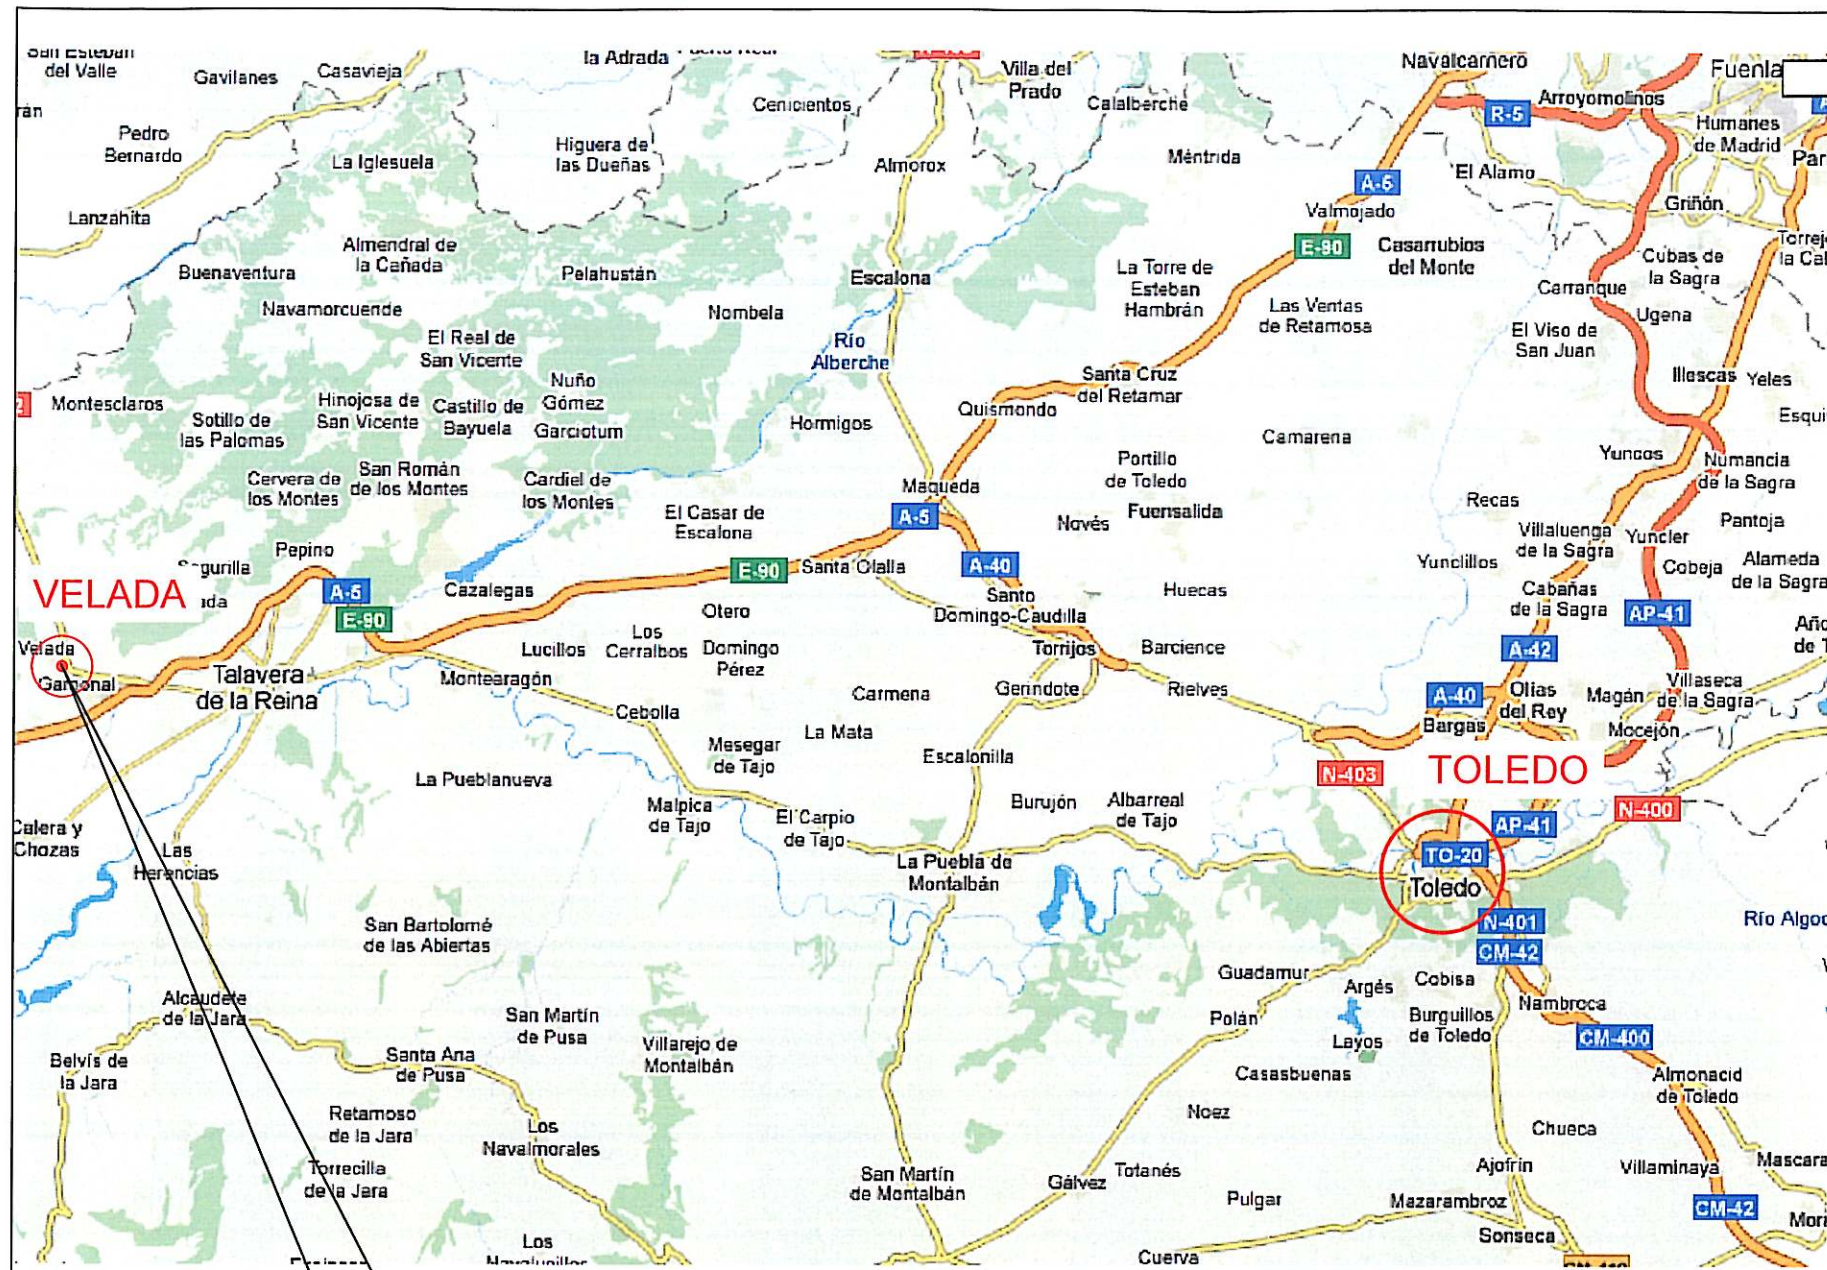 San Esteban
del Valle
Gavilanes
Casavieja
la Adrada
Villa del
Prado
Navalcarnero
Fuenla
Cenicientos
Calalberche
R-5
Arroyomolinos
Humanes
de Madrid
Pedro
Bernardo
La Iglesuela
Higuera de
las Dueñas
Almorox
Méntrida
A-5
El Alamo
Par
Lanzahita
Valmojado
Griñón
Almendral de
la Cañada
Buenaventura
Pelahustán
Escalona
E-90
Casarrubios
del Monte
La Torre de
Esteban
Hambrán
Cubas de
la Sagra
Torrej
la Cal
Carranque
Navamorcuende
Nombela
Las Ventas
de Retamosa
Ugena
El Real de
San Vicente
Río
Alberche
El Viso de
San Juan
Montesclaros
Hinojosa de
San Vicente
Castillo de
Bayuela
Nuño
Gómez
Garciotum
Santa Cruz
del Retamar
Illescas
Yeles
Sotillo de
las Palomas
Hormigos
Quismondo
Camarena
Esqui
Cervera de
los Montes
San Román
de los Montes
Cardiel de
los Montes
Maqueda
Portillo
de Toledo
Yuncos
Numancia
de la Sagra
El Casar de
Escalona
A-5
Novés
Fuensalida
Recas
Villaluenga
de la Sagra
Yuncler
Pantoja
Pepino
E-90
Santa Olalla
A-40
Yunclillos
Cobeja
Alameda
de la Sagra
VELADA
A-5
E-90
Cazalegas
Otero
Santo
Domingo-Caudilla
Huecas
Cabañas
de la Sagra
AP-41
Velada
Gamonal
Talavera
de la Reina
Lucillos
Los
Cerralbos
Domingo
Pérez
Torrijos
Barcience
A-42
Montearagón
Carmena
Gerindote
Rielves
A-40
Bargas
Olías
del Rey
Magán
Villaseca
de la Sagra
Cebolla
La Mata
Mocejón
La Pueblanueva
Mesegar
de Tajo
Escalonilla
N-403
TOLEDO
Malpica
de Tajo
El Carpio
de Tajo
Burujón
Albarreal
de Tajo
AP-41
N-400
Calera y
Chozas
Las
Herencias
La Puebla de
Montalbán
TO-20
Toledo
San Bartolomé
de las Abiertas
N-401
CM-42
Río Algod
Guadamur
Argés
Cobisa
Alcaudete
de la Jara
San Martín
de Pusa
Polán
Layos
Burguillos
de Toledo
Nambroca
Belvís de
la Jara
Santa Ana
de Pusa
Villarejo de
Montalbán
Casasbuenas
CM-400
Retamoso
de la Jara
Los
Navalmorales
Noez
Chueca
Almonacid
de Toledo
Torrecilla
de la Jara
San Martín
de Montalbán
Gálvez
Totanés
Pulgar
Ajofrín
Mazarambroz
Villaminaya
Mascara
CM-42
Sonseca
Cuerva
Los